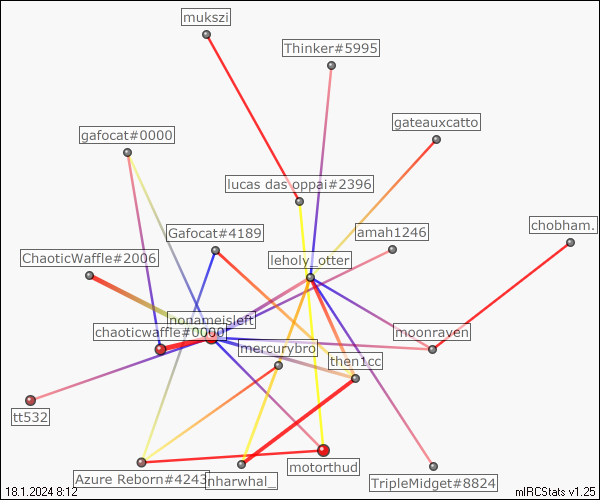 mukszi
Thinker#5995
gafocat#0000
gateauxcatto
lucas das oppai#2396
Gafocat#4189
amah1246
chobham.
ChaoticWaffle#2006
leholy_otter
nonameisleft
chaoticwaffle#0000
moonraven
mercurybro
then1cc
tt532
motorthud
Azure Reborn#4243
nharwhal_
TripleMidget#8824
18.1.2024 8:12
mIRCStats v1.25